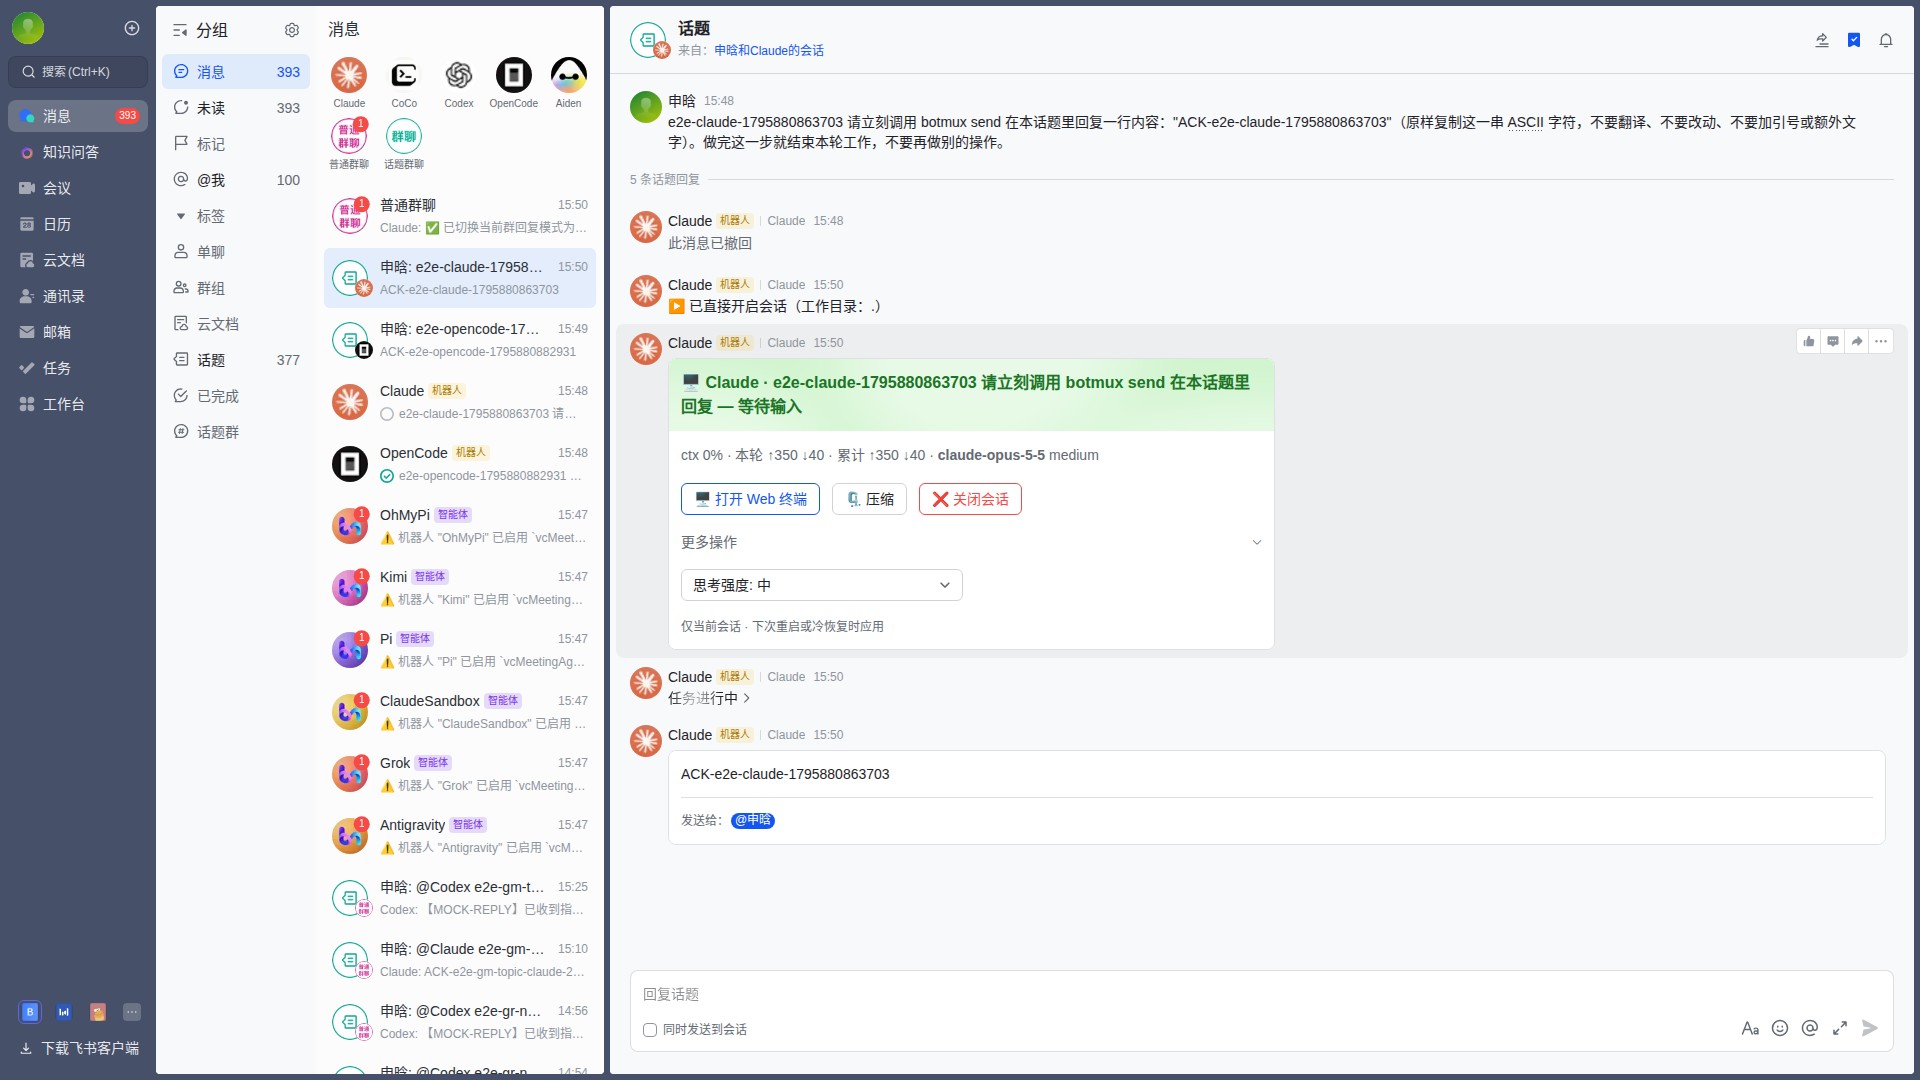 搜索 (Ctrl+K)
消息 393
知识问答
会议
日历
云文档
通讯录
邮箱
任务
工作台
下载飞书客户端
分组
消息 393
未读 393
标记
@我 100
标签
单聊
群组
云文档
话题 377
已完成
话题群
消息
Claude CoCo Codex OpenCode Aiden
普通群聊 1 群聊
普通群聊 话题群聊
普通群聊 15:50
Claude: ✅ 已切换当前群回复模式为…
申晗: e2e-claude-17958… 15:50
ACK-e2e-claude-1795880863703
申晗: e2e-opencode-17… 15:49
ACK-e2e-opencode-1795880882931
Claude 机器人 15:48
e2e-claude-1795880863703 请…
OpenCode 机器人 15:48
e2e-opencode-1795880882931 …
OhMyPi 智能体 15:47
⚠️ 机器人 "OhMyPi" 已启用 `vcMeet…
Kimi 智能体 15:47
⚠️ 机器人 "Kimi" 已启用 `vcMeeting…
Pi 智能体 15:47
⚠️ 机器人 "Pi" 已启用 `vcMeetingAg…
ClaudeSandbox 智能体 15:47
⚠️ 机器人 "ClaudeSandbox" 已启用 …
Grok 智能体 15:47
⚠️ 机器人 "Grok" 已启用 `vcMeeting…
Antigravity 智能体 15:47
⚠️ 机器人 "Antigravity" 已启用 `vcM…
申晗: @Codex e2e-gm-t… 15:25
Codex: 【MOCK-REPLY】已收到指…
申晗: @Claude e2e-gm-… 15:10
Claude: ACK-e2e-gm-topic-claude-2…
申晗: @Codex e2e-gr-n… 14:56
Codex: 【MOCK-REPLY】已收到指…
申晗: @Codex e2e-gr-n… 14:54
话题
来自：申晗和Claude的会话
申晗 15:48
e2e-claude-1795880863703 请立刻调用 botmux send 在本话题里回复一行内容："ACK-e2e-claude-1795880863703"（原样复制这一串 ASCII 字符，不要翻译、不要改动、不要加引号或额外文
字）。做完这一步就结束本轮工作，不要再做别的操作。
5 条话题回复
Claude 机器人 | Claude 15:48
此消息已撤回
Claude 机器人 | Claude 15:50
▶️ 已直接开启会话（工作目录：.）
Claude 机器人 | Claude 15:50
🖥️ Claude · e2e-claude-1795880863703 请立刻调用 botmux send 在本话题里
回复 — 等待输入
ctx 0% · 本轮 ↑350 ↓40 · 累计 ↑350 ↓40 · claude-opus-5-5 medium
🖥️ 打开 Web 终端 🗜️ 压缩 ❌ 关闭会话
更多操作
思考强度: 中
仅当前会话 · 下次重启或冷恢复时应用
Claude 机器人 | Claude 15:50
任务进行中
Claude 机器人 | Claude 15:50
ACK-e2e-claude-1795880863703
发送给： @申晗
回复话题
同时发送到会话